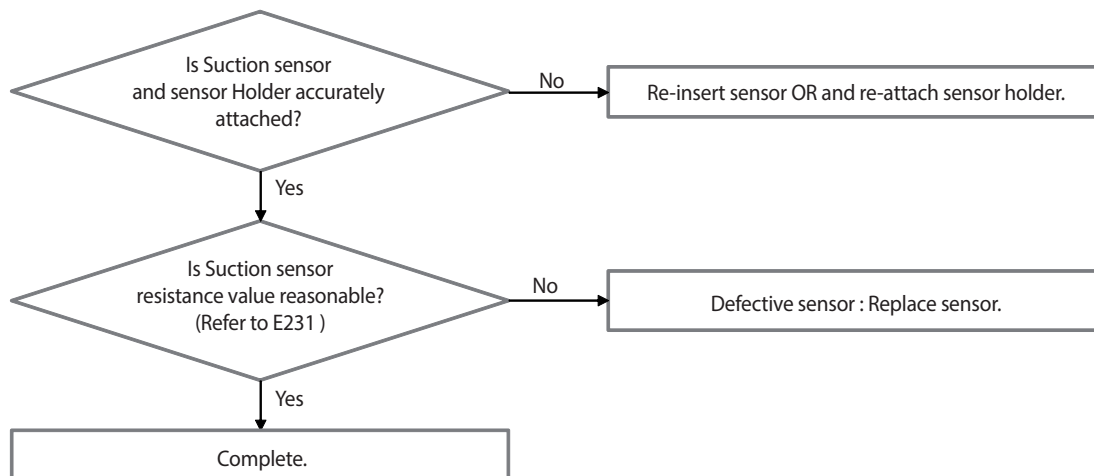 Is Suction sensor
and sensor Holder accurately
attached?
No
Re-insert sensor OR and re-attach sensor holder.
Yes
Is Suction sensor
resistance value reasonable?
(Refer to E231 )
No
Defective sensor : Replace sensor.
Yes
Complete.